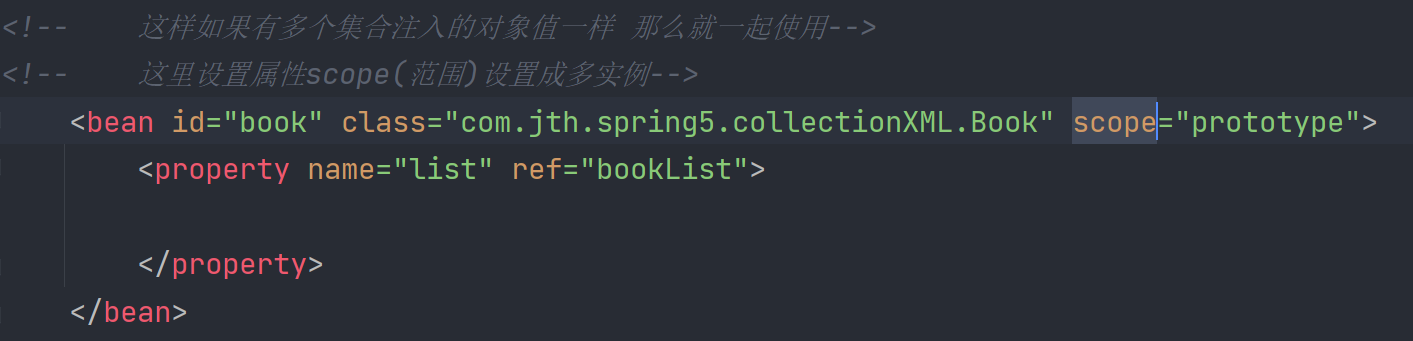 <!--    这样如果有多个集合注入的对象值一样 那么就一起使用-->
<!--    这里设置属性scope(范围)设置成多实例-->
<bean id="book" class="com.jth.spring5.collectionXML.Book" scope="prototype">
<property name="list" ref="bookList">
</property>
</bean>